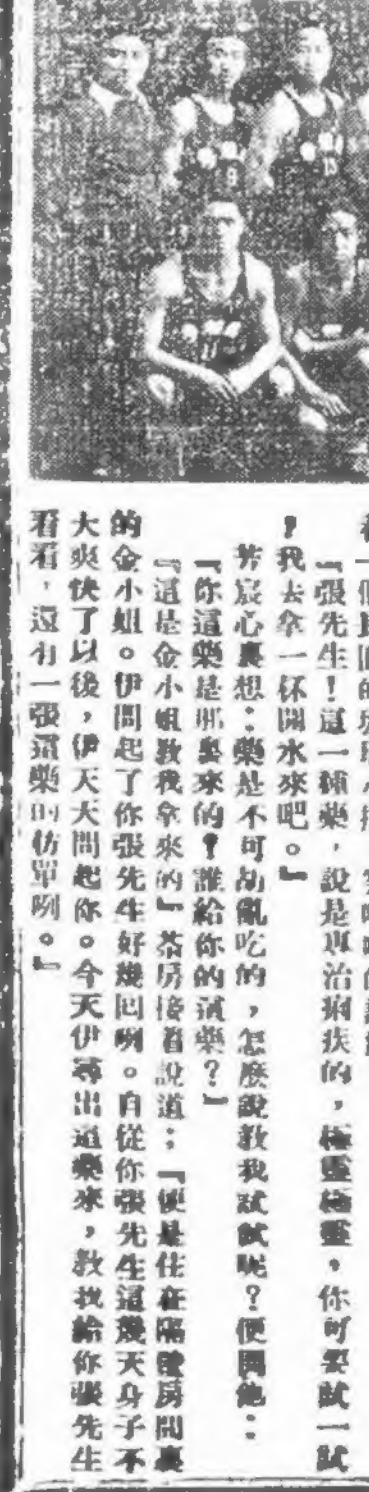 『張先生！這一種藥，說是專治痢疾的，極靈極靈，你可要試一試
？我去拿一杯開水來吧。』
宸心裏想：藥是不可胡亂吃的，怎麼說教我試試呢？便問他：
『你這藥是那裏來的？誰給你的這藥？』
『這是金小姐教我拿來的』茶房接着說道：『便是住在隔壁房間裏
的金小姐。伊問起了你張先生好幾回咧。自從你張先生這幾天身子不
大爽快了以後，伊天天問起你。今天伊尋出這藥來，教我給你張先生
看看，還有一張這藥的仿單咧。』
9
13
11